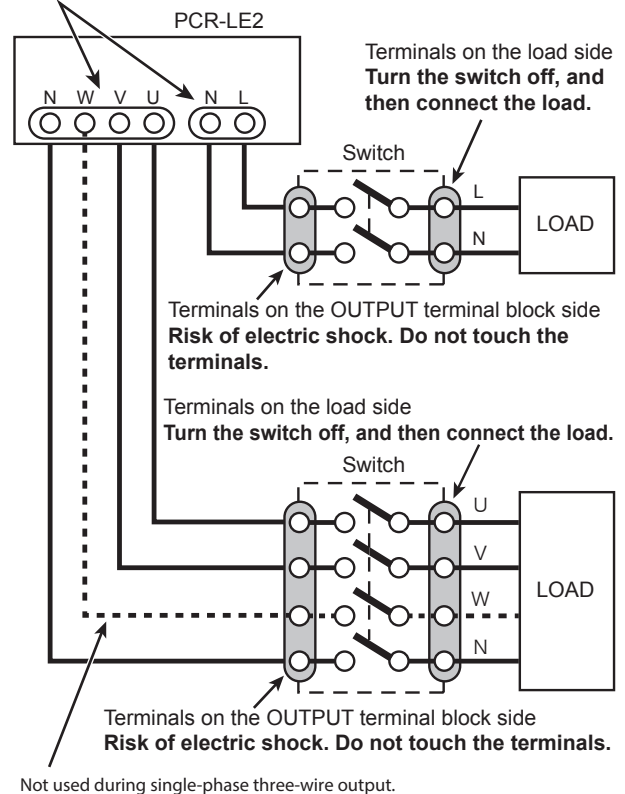 PCR-LE2
N W V U N L
Terminals on the load side
Turn the switch off, and
then connect the load.
Switch
L
N
LOAD
Terminals on the OUTPUT terminal block side
Risk of electric shock. Do not touch the
terminals.
Terminals on the load side
Turn the switch off, and then connect the load.
Switch
U
V
W
N
LOAD
Terminals on the OUTPUT terminal block side
Risk of electric shock. Do not touch the terminals.
Not used during single-phase three-wire output.